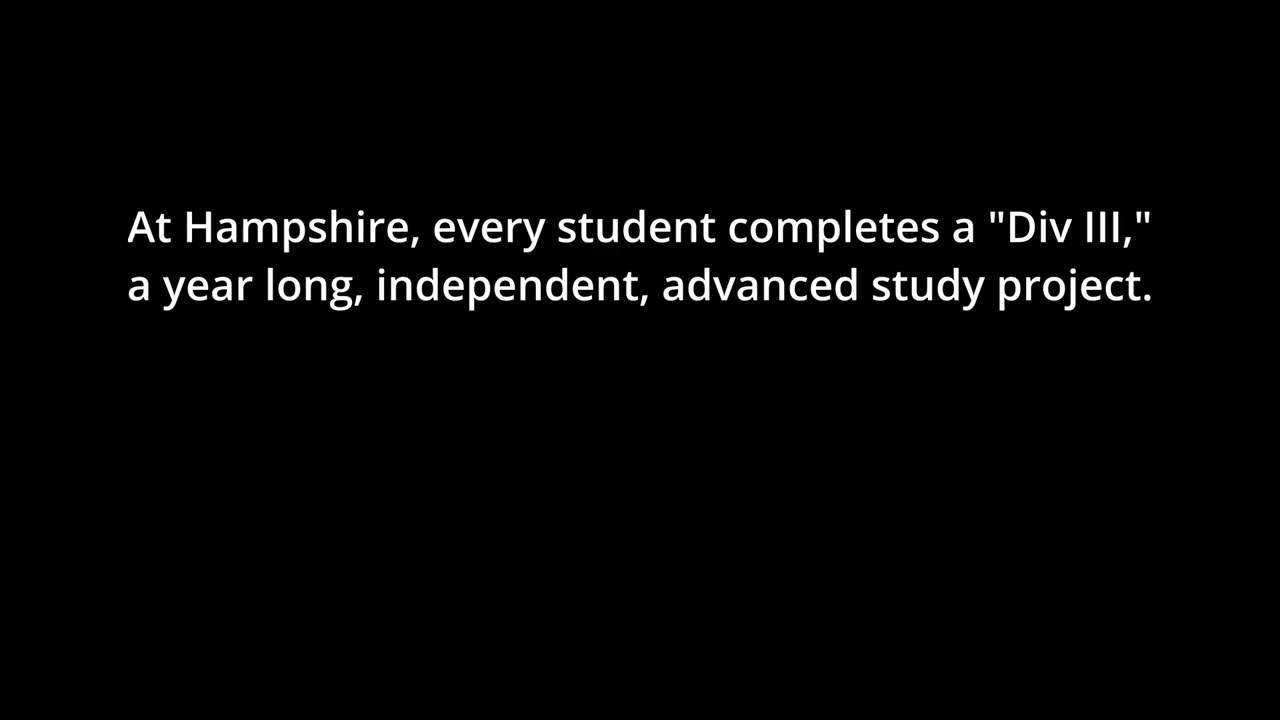 At Hampshire, every student completes a "Div III,"
a year long, independent, advanced study project.